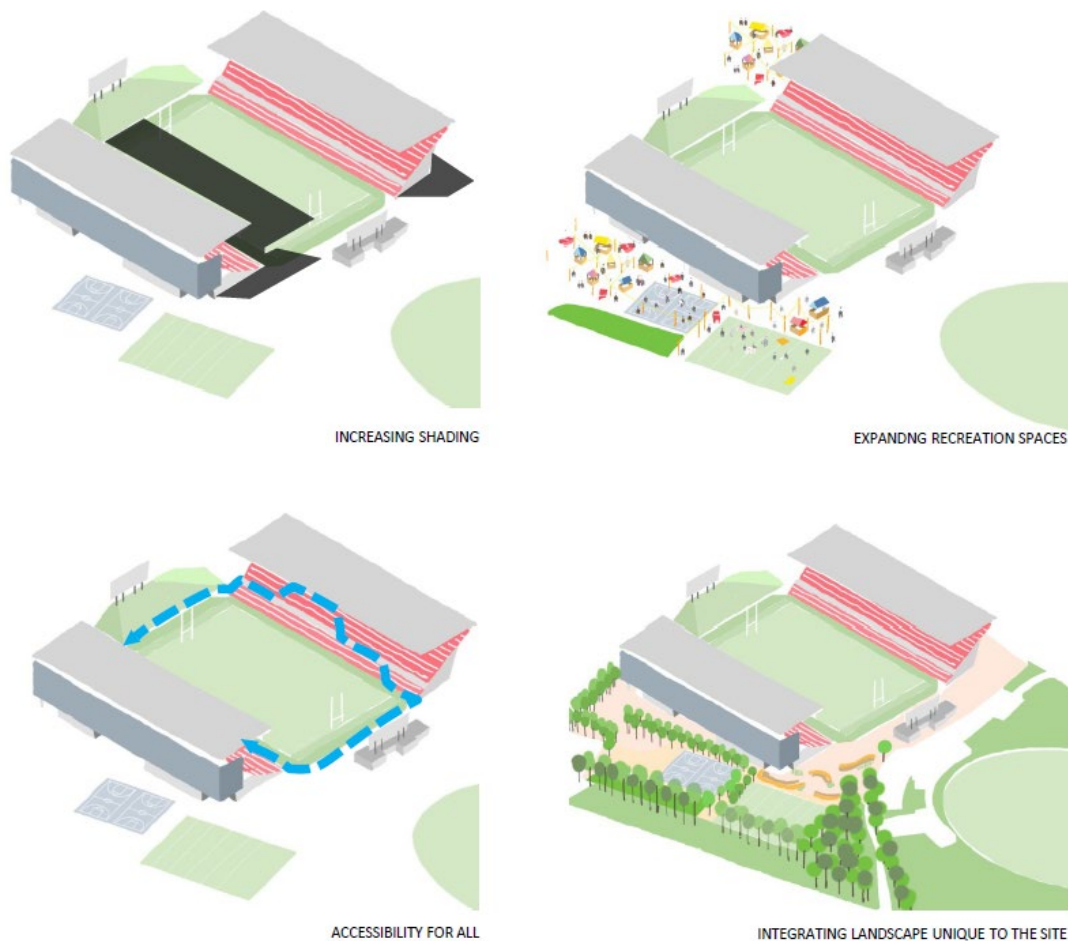 INCREASING SHADING
EXPANDNG RECREATION SPACES
ACCESSIBILITY FOR ALL
INTEGRATING LANDSCAPE UNIQUE TO THE SITE